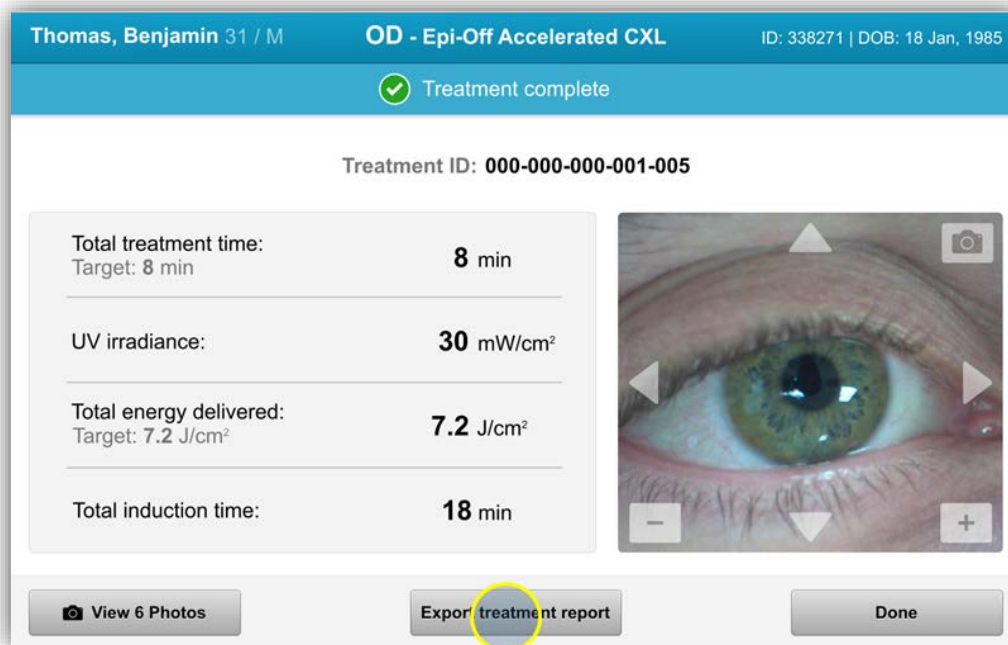 Thomas, Benjamin 31 / M OD - Epi-Off Accelerated CXL ID: 338271 | DOB: 18 Jan, 1985
Treatment complete
Treatment ID: 000-000-000-001-005
Total treatment time: 8 min
Target: 8 min
UV irradiance: 30 mW/cm²
Total energy delivered: 7.2 J/cm²
Target: 7.2 J/cm²
Total induction time: 18 min
View 6 Photos Export treatment report Done